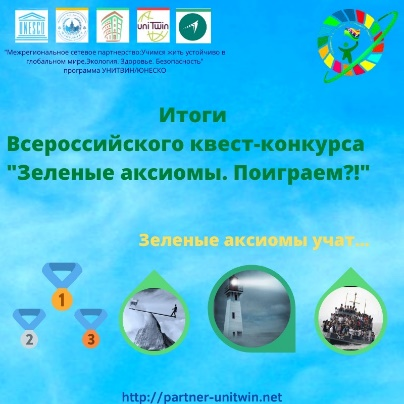 UNESCO
uni Twin
"Межрегиональное сетевое партнерство:Учимся жить устойчиво в
глобальном мире.Экология. Здоровье. Безопасность"
программа УНИТВИН/ЮНЕСКО
Итоги
Всероссийского квест-конкурса
"Зеленые аксиомы. Поиграем?!"
Зеленые аксиомы учат...
1
2
3
http://partner-unitwin.net